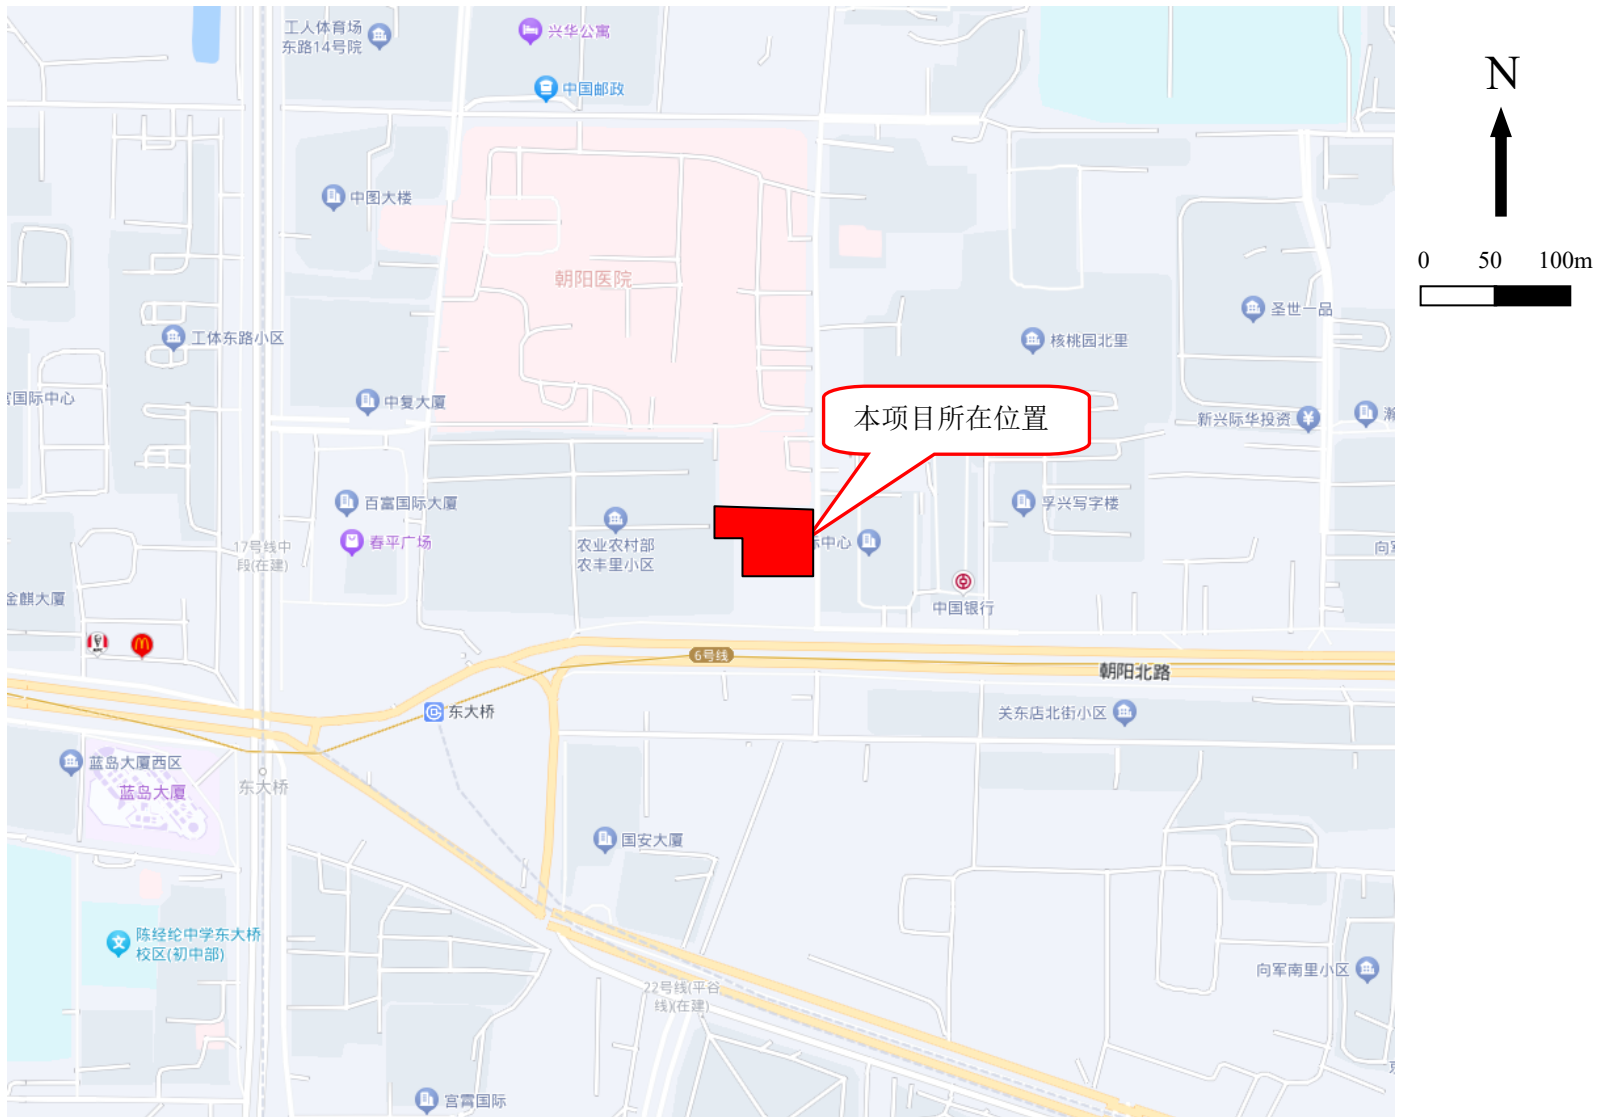 工人体育场
东路14号院
兴华公寓
中国邮政
N
中图大楼
0 50 100m
朝阳医院
圣世一品
工体东路小区
核桃园北里
国际中心
中复大厦
本项目所在位置
新兴际华投资
¥
瀚
百富国际大厦
孚兴写字楼
春平广场
农业农村部
农丰里小区
中心
17号线中
段(在建)
向军
金麒大厦
中国银行
6号线
朝阳北路
东大桥
关东店北街小区
蓝岛大厦西区
蓝岛大厦
东大桥
国安大厦
文
陈经纶中学东大桥
校区(初中部)
向军南里小区
22号线(平谷
线)(在建)
宫霄国际